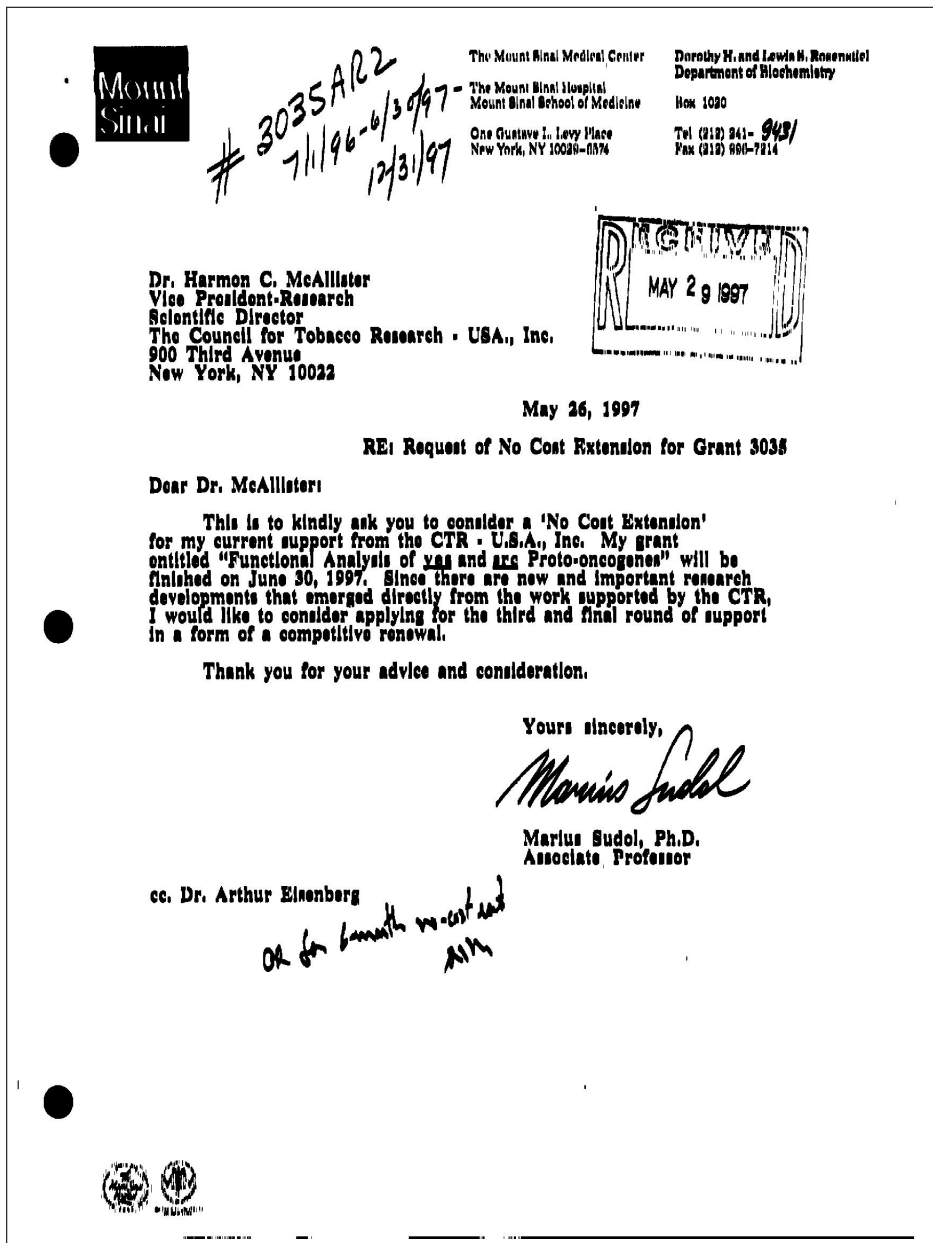 Mount
Sinai
# 3035AR2
7/1/96-6/30/97-
12/31/97
The Mount Sinai Medical Center
The Mount Sinai Hospital
Mount Sinai School of Medicine
One Gustave L. Levy Place
New York, NY 10029-6574
Dorothy H. and Lewis S. Rosenstiel
Department of Biochemistry
Box 1020
Tel (212) 241- 9431
Fax (212) 996-7214
RECEIVED
MAY 29 1997
Dr. Harmon C. McAllister
Vice President-Research
Scientific Director
The Council for Tobacco Research - USA., Inc.
900 Third Avenue
New York, NY 10022
May 26, 1997
RE: Request of No Cost Extension for Grant 3035
Dear Dr. McAllister:
This is to kindly ask you to consider a 'No Cost Extension'
for my current support from the CTR - U.S.A., Inc. My grant
entitled "Functional Analysis of yes and src Proto-oncogenes" will be
finished on June 30, 1997. Since there are new and important research
developments that emerged directly from the work supported by the CTR,
I would like to consider applying for the third and final round of support
in a form of a competitive renewal.
Thank you for your advice and consideration.
Yours sincerely,
Marius Sudol
Marius Sudol, Ph.D.
Associate Professor
cc. Dr. Arthur Eisenberg
OK for 6-month no-cost ext